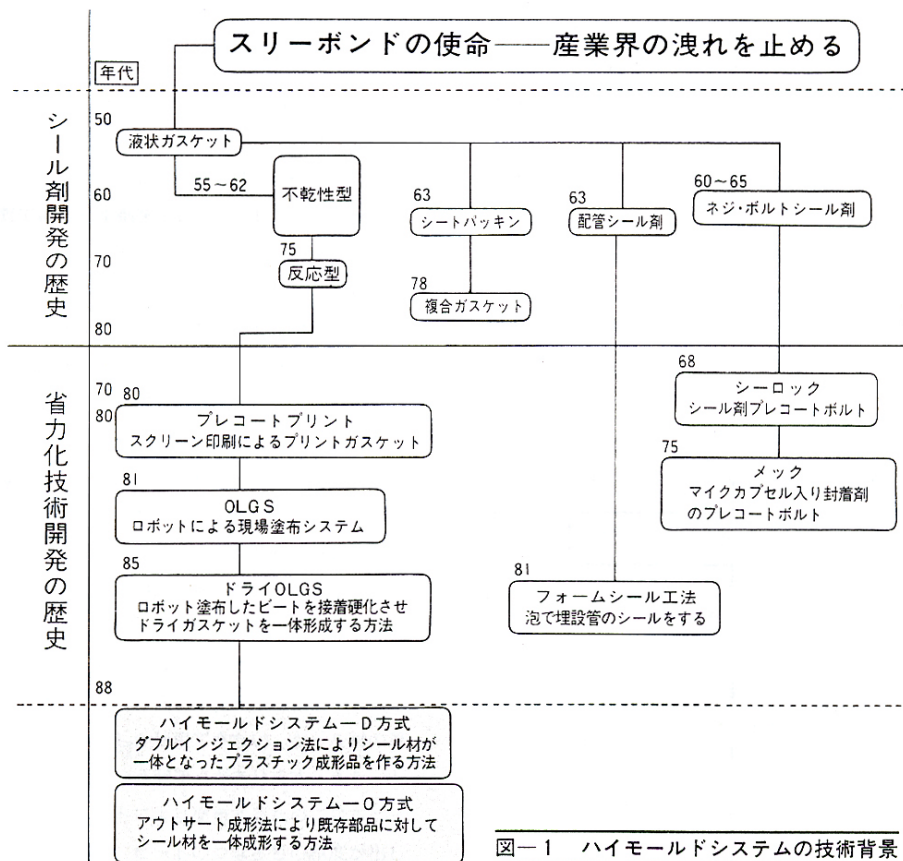 スリーボンドの使命――産業界の洩れを止める
年代
シール剤開発の歴史
50
液状ガスケット
55〜62
60
不乾性型
63
シートパッキン
63
配管シール剤
60〜65
ネジ・ボルトシール剤
75
反応型
70
78
複合ガスケット
80
省力化技術開発の歴史
70
80
80
プレコートプリント
スクリーン印刷によるプリントガスケット
68
シーロック
シール剤プレコートボルト
75
メック
マイクカプセル入り封着剤
のプレコートボルト
81
OLGS
ロボットによる現場塗布システム
85
ドライOLGS
ロボット塗布したビートを接着硬化させ
ドライガスケットを一体形成する方法
81
フォームシール工法
泡で埋設管のシールをする
88
ハイモールドシステム―D方式
ダブルインジェクション法によりシール材が
一体となったプラスチック成形品を作る方法
ハイモールドシステム―O方式
アウトサート成形法により既存部品に対して
シール材を一体成形する方法
図―1 ハイモールドシステムの技術背景